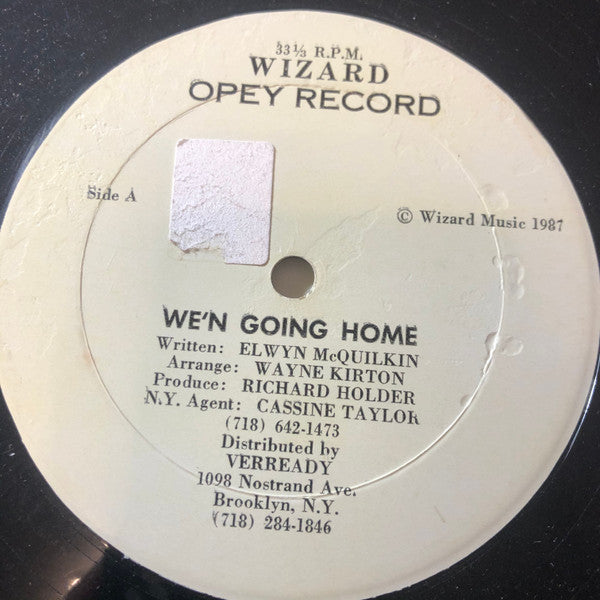 33⅓ R.P.M.
WIZARD
OPEY RECORD
Side A
© Wizard Music 1987
WE'N GOING HOME
Written: ELWYN McQUILKIN
Arrange: WAYNE KIRTON
Produce: RICHARD HOLDER
N.Y. Agent: CASSINE TAYLOR
(718) 642-1473
Distributed by
VERREADY
1098 Nostrand Ave.
Brooklyn, N.Y.
(718) 284-1846